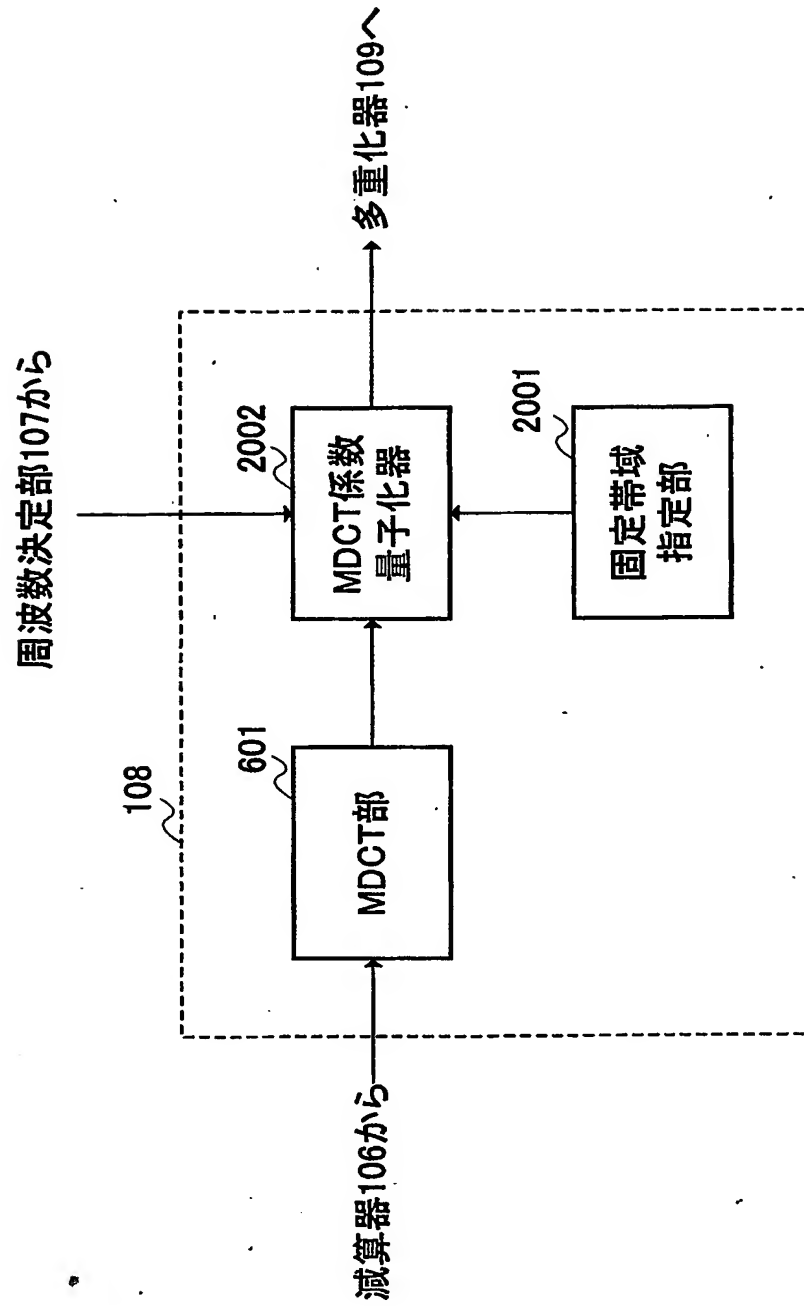 周波数決定部107から
108
2002
多重化器109へ
601
MDCT係数
量子化器
MDCT部
減算器106から
2001
固定帯域
指定部